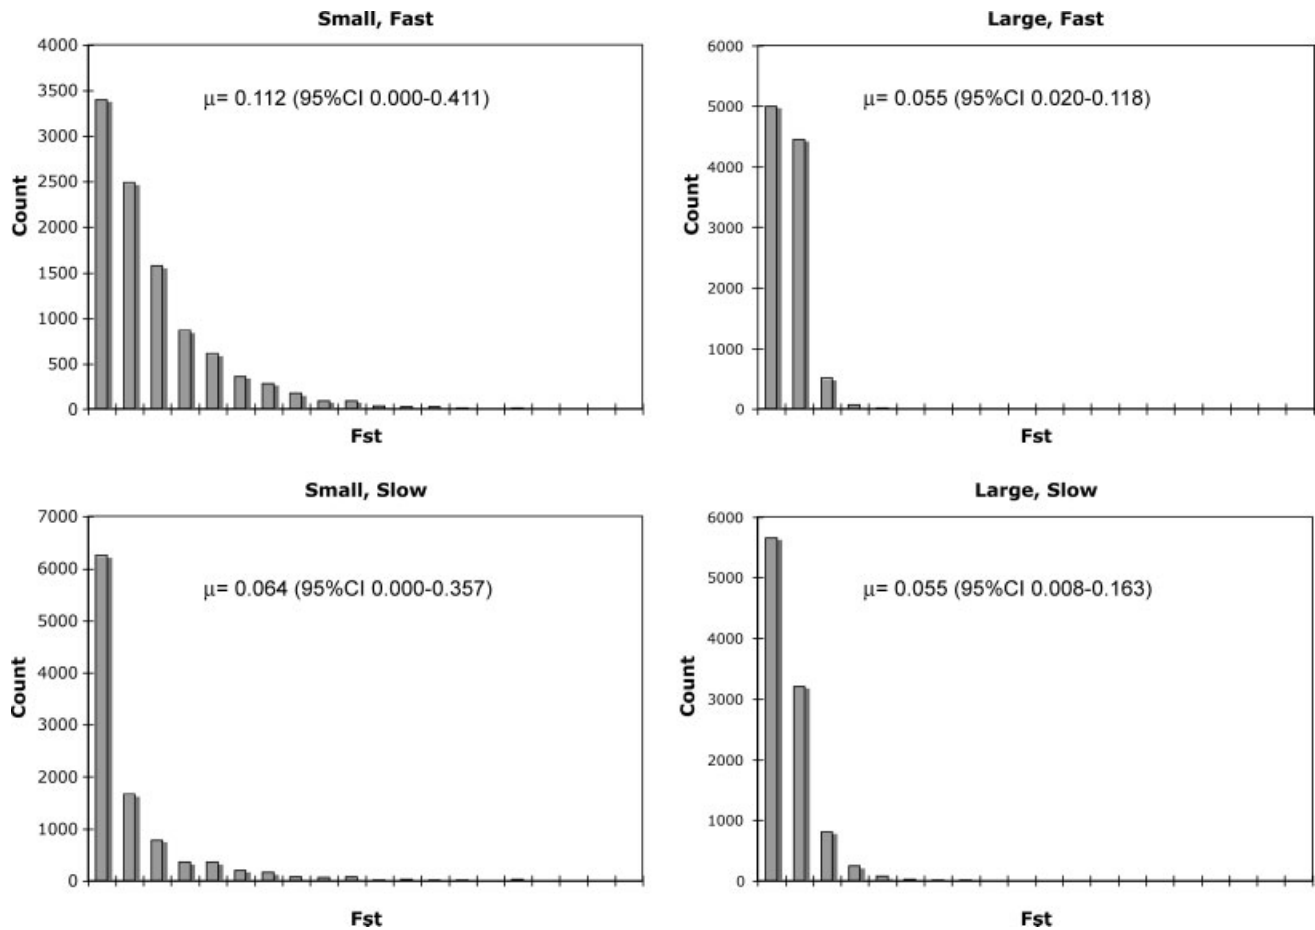 Small, Fast
4000
3500
3000
2500
2000
1500
1000
500
0
Count
μ= 0.112 (95%CI 0.000-0.411)
Fst
Large, Fast
6000
5000
4000
3000
2000
1000
0
Count
μ= 0.055 (95%CI 0.020-0.118)
Fst
Small, Slow
7000
6000
5000
4000
3000
2000
1000
0
Count
μ= 0.064 (95%CI 0.000-0.357)
Fst
Large, Slow
6000
5000
4000
3000
2000
1000
0
Count
μ= 0.055 (95%CI 0.008-0.163)
Fst